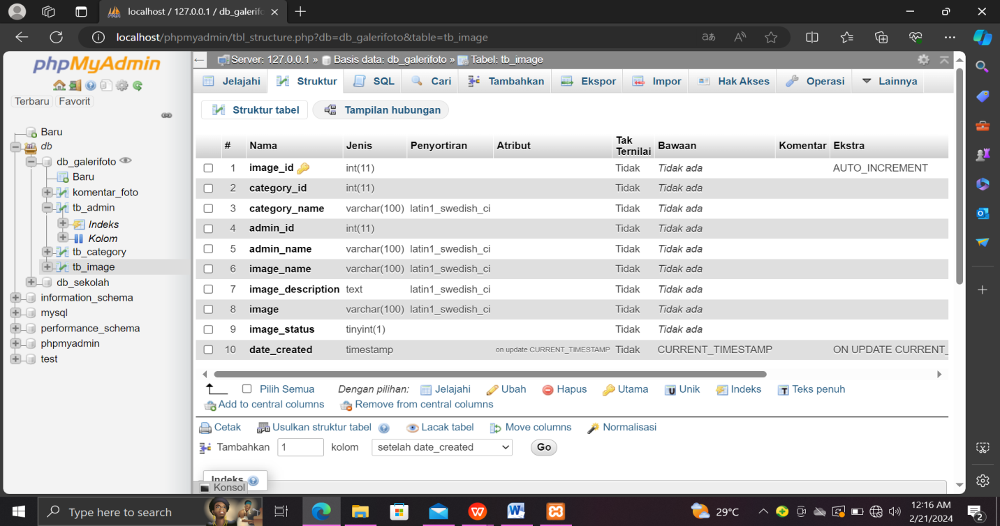 localhost / 127.0.0.1 / db_galerifo
localhost/phpmyadmin/tbl_structure.php?db=db_galerifoto&table=tb_image
phpMyAdmin
Terbaru Favorit
Baru
db
db_galerifoto
Baru
komentar_foto
tb_admin
Indeks
Kolom
tb_category
tb_image
db_sekolah
information_schema
mysql
performance_schema
phpmyadmin
test
Server: 127.0.0.1 » Basis data: db_galerifoto » Tabel: tb_image
Jelajahi Struktur SQL Cari Tambahkan Ekspor Impor Hak Akses Operasi Lainnya
Struktur tabel Tampilan hubungan
# Nama Jenis Penyortiran Atribut Tak Ternilai Bawaan Komentar Ekstra
1 image_id int(11) Tidak Tidak ada AUTO_INCREMENT
2 category_id int(11) Tidak Tidak ada
3 category_name varchar(100) latin1_swedish_ci Tidak Tidak ada
4 admin_id int(11) Tidak Tidak ada
5 admin_name varchar(100) latin1_swedish_ci Tidak Tidak ada
6 image_name varchar(100) latin1_swedish_ci Tidak Tidak ada
7 image_description text latin1_swedish_ci Tidak Tidak ada
8 image varchar(100) latin1_swedish_ci Tidak Tidak ada
9 image_status tinyint(1) Tidak Tidak ada
10 date_created timestamp on update CURRENT_TIMESTAMP Tidak CURRENT_TIMESTAMP ON UPDATE CURRENT_
Pilih Semua Dengan pilihan: Jelajahi Ubah Hapus Utama Unik Indeks Teks penuh
Add to central columns Remove from central columns
Cetak Usulkan struktur tabel Lacak tabel Move columns Normalisasi
Tambahkan 1 kolom setelah date_created Go
Indeks
Konsol
Type here to search
29°C
12:16 AM
2/21/2024
2